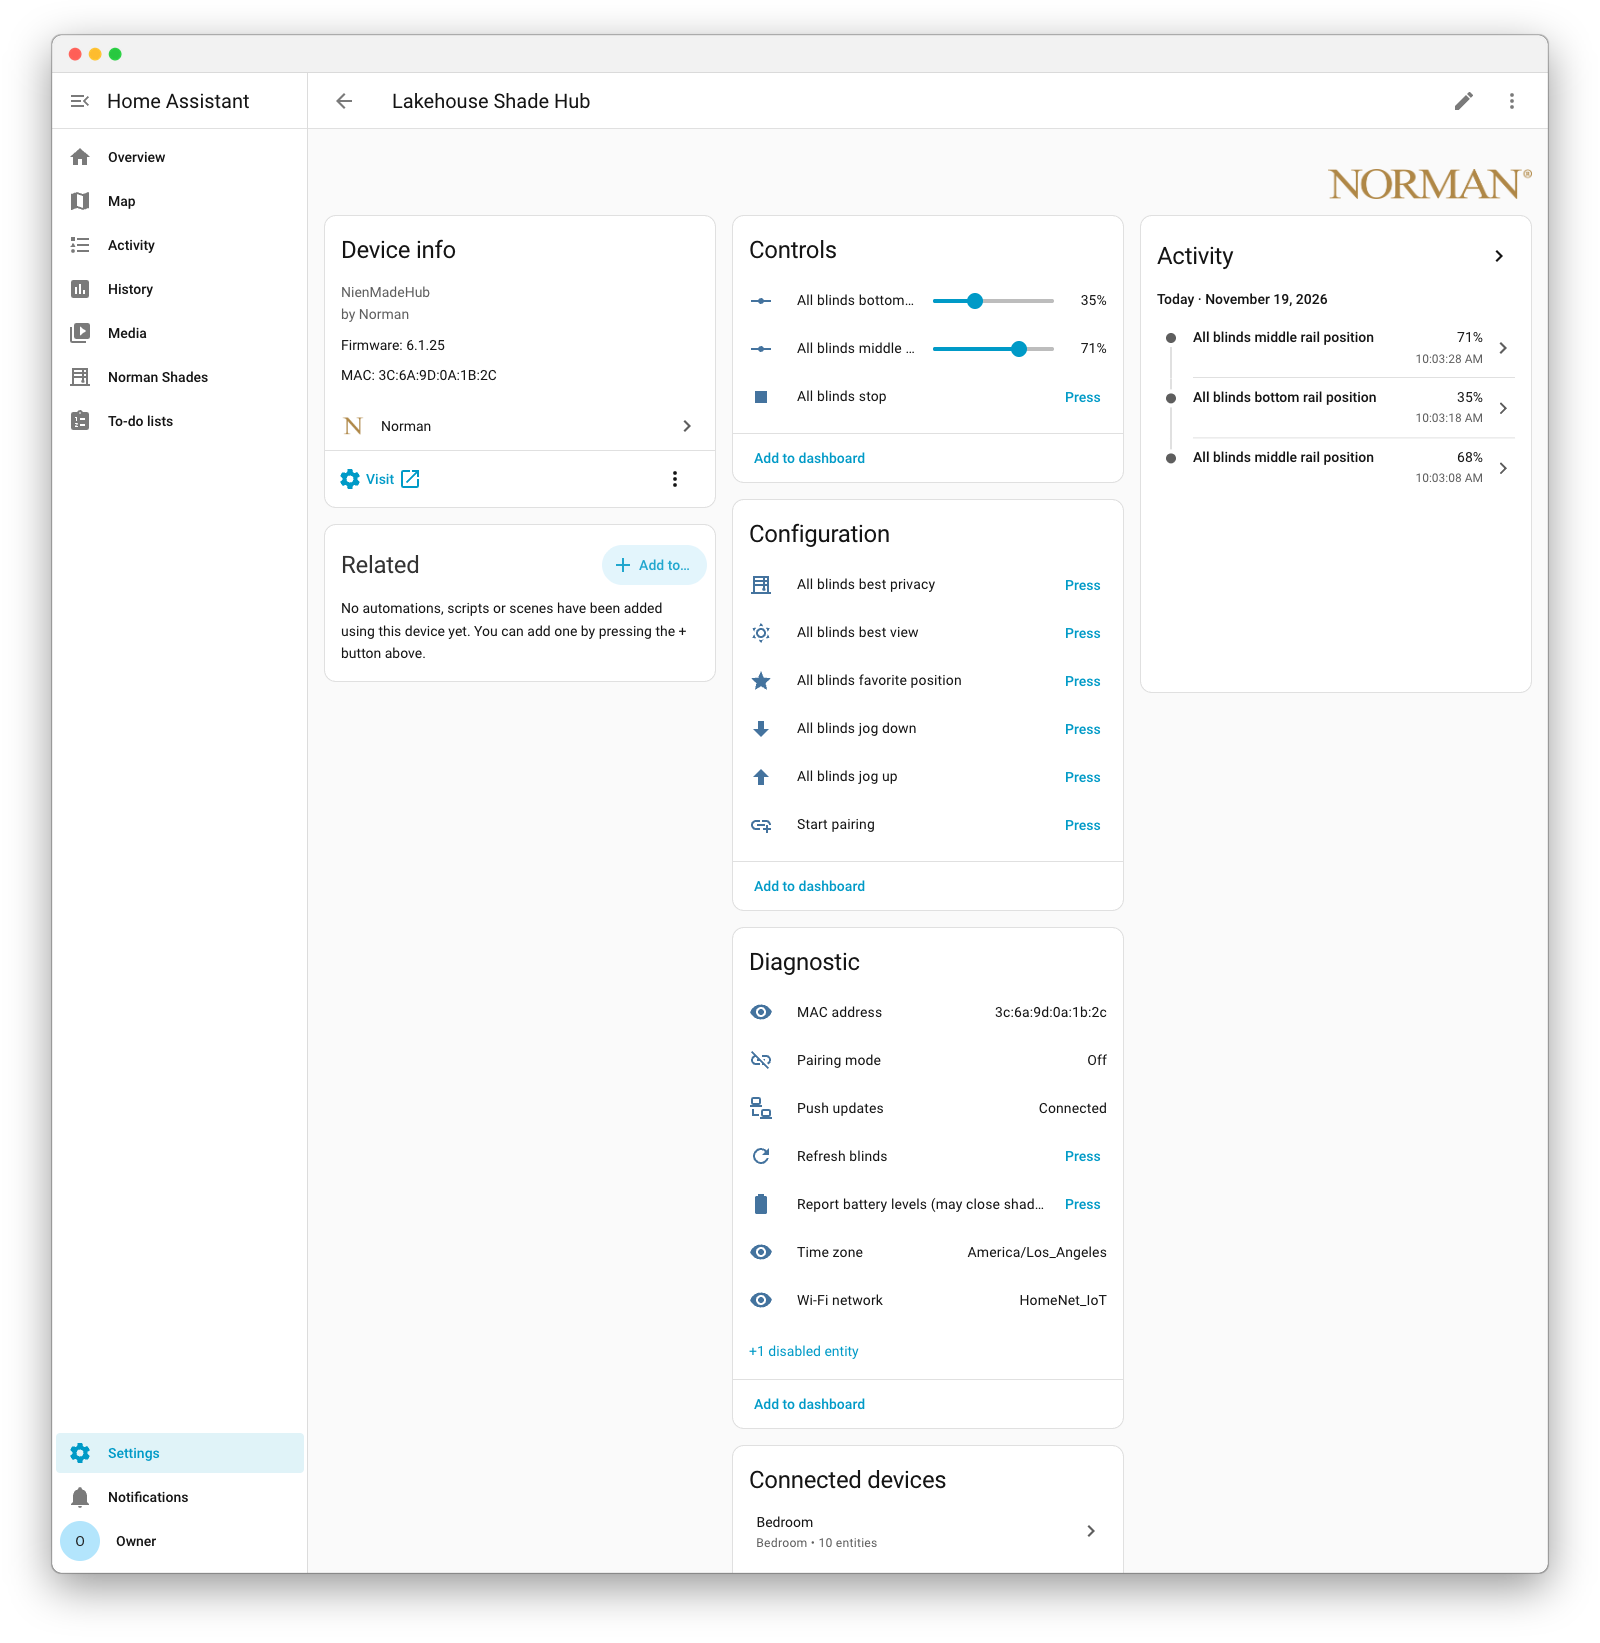 Home Assistant
Lakehouse Shade Hub
Overview
Map
Activity
History
Media
Norman Shades
To-do lists
Settings
Notifications
O
Owner
NORMAN®
Device info
NienMadeHub
by Norman
Firmware: 6.1.25
MAC: 3C:6A:9D:0A:1B:2C
N Norman
Visit
Related
Add to...
No automations, scripts or scenes have been added
using this device yet. You can add one by pressing the +
button above.
Controls
All blinds bottom... 35%
All blinds middle ... 71%
All blinds stop Press
Add to dashboard
Configuration
All blinds best privacy Press
All blinds best view Press
All blinds favorite position Press
All blinds jog down Press
All blinds jog up Press
Start pairing Press
Add to dashboard
Diagnostic
MAC address 3c:6a:9d:0a:1b:2c
Pairing mode Off
Push updates Connected
Refresh blinds Press
Report battery levels (may close shad... Press
Time zone America/Los_Angeles
Wi-Fi network HomeNet_IoT
+1 disabled entity
Add to dashboard
Connected devices
Bedroom
Bedroom • 10 entities
Activity
Today · November 19, 2026
All blinds middle rail position 71%
10:03:28 AM
All blinds bottom rail position 35%
10:03:18 AM
All blinds middle rail position 68%
10:03:08 AM